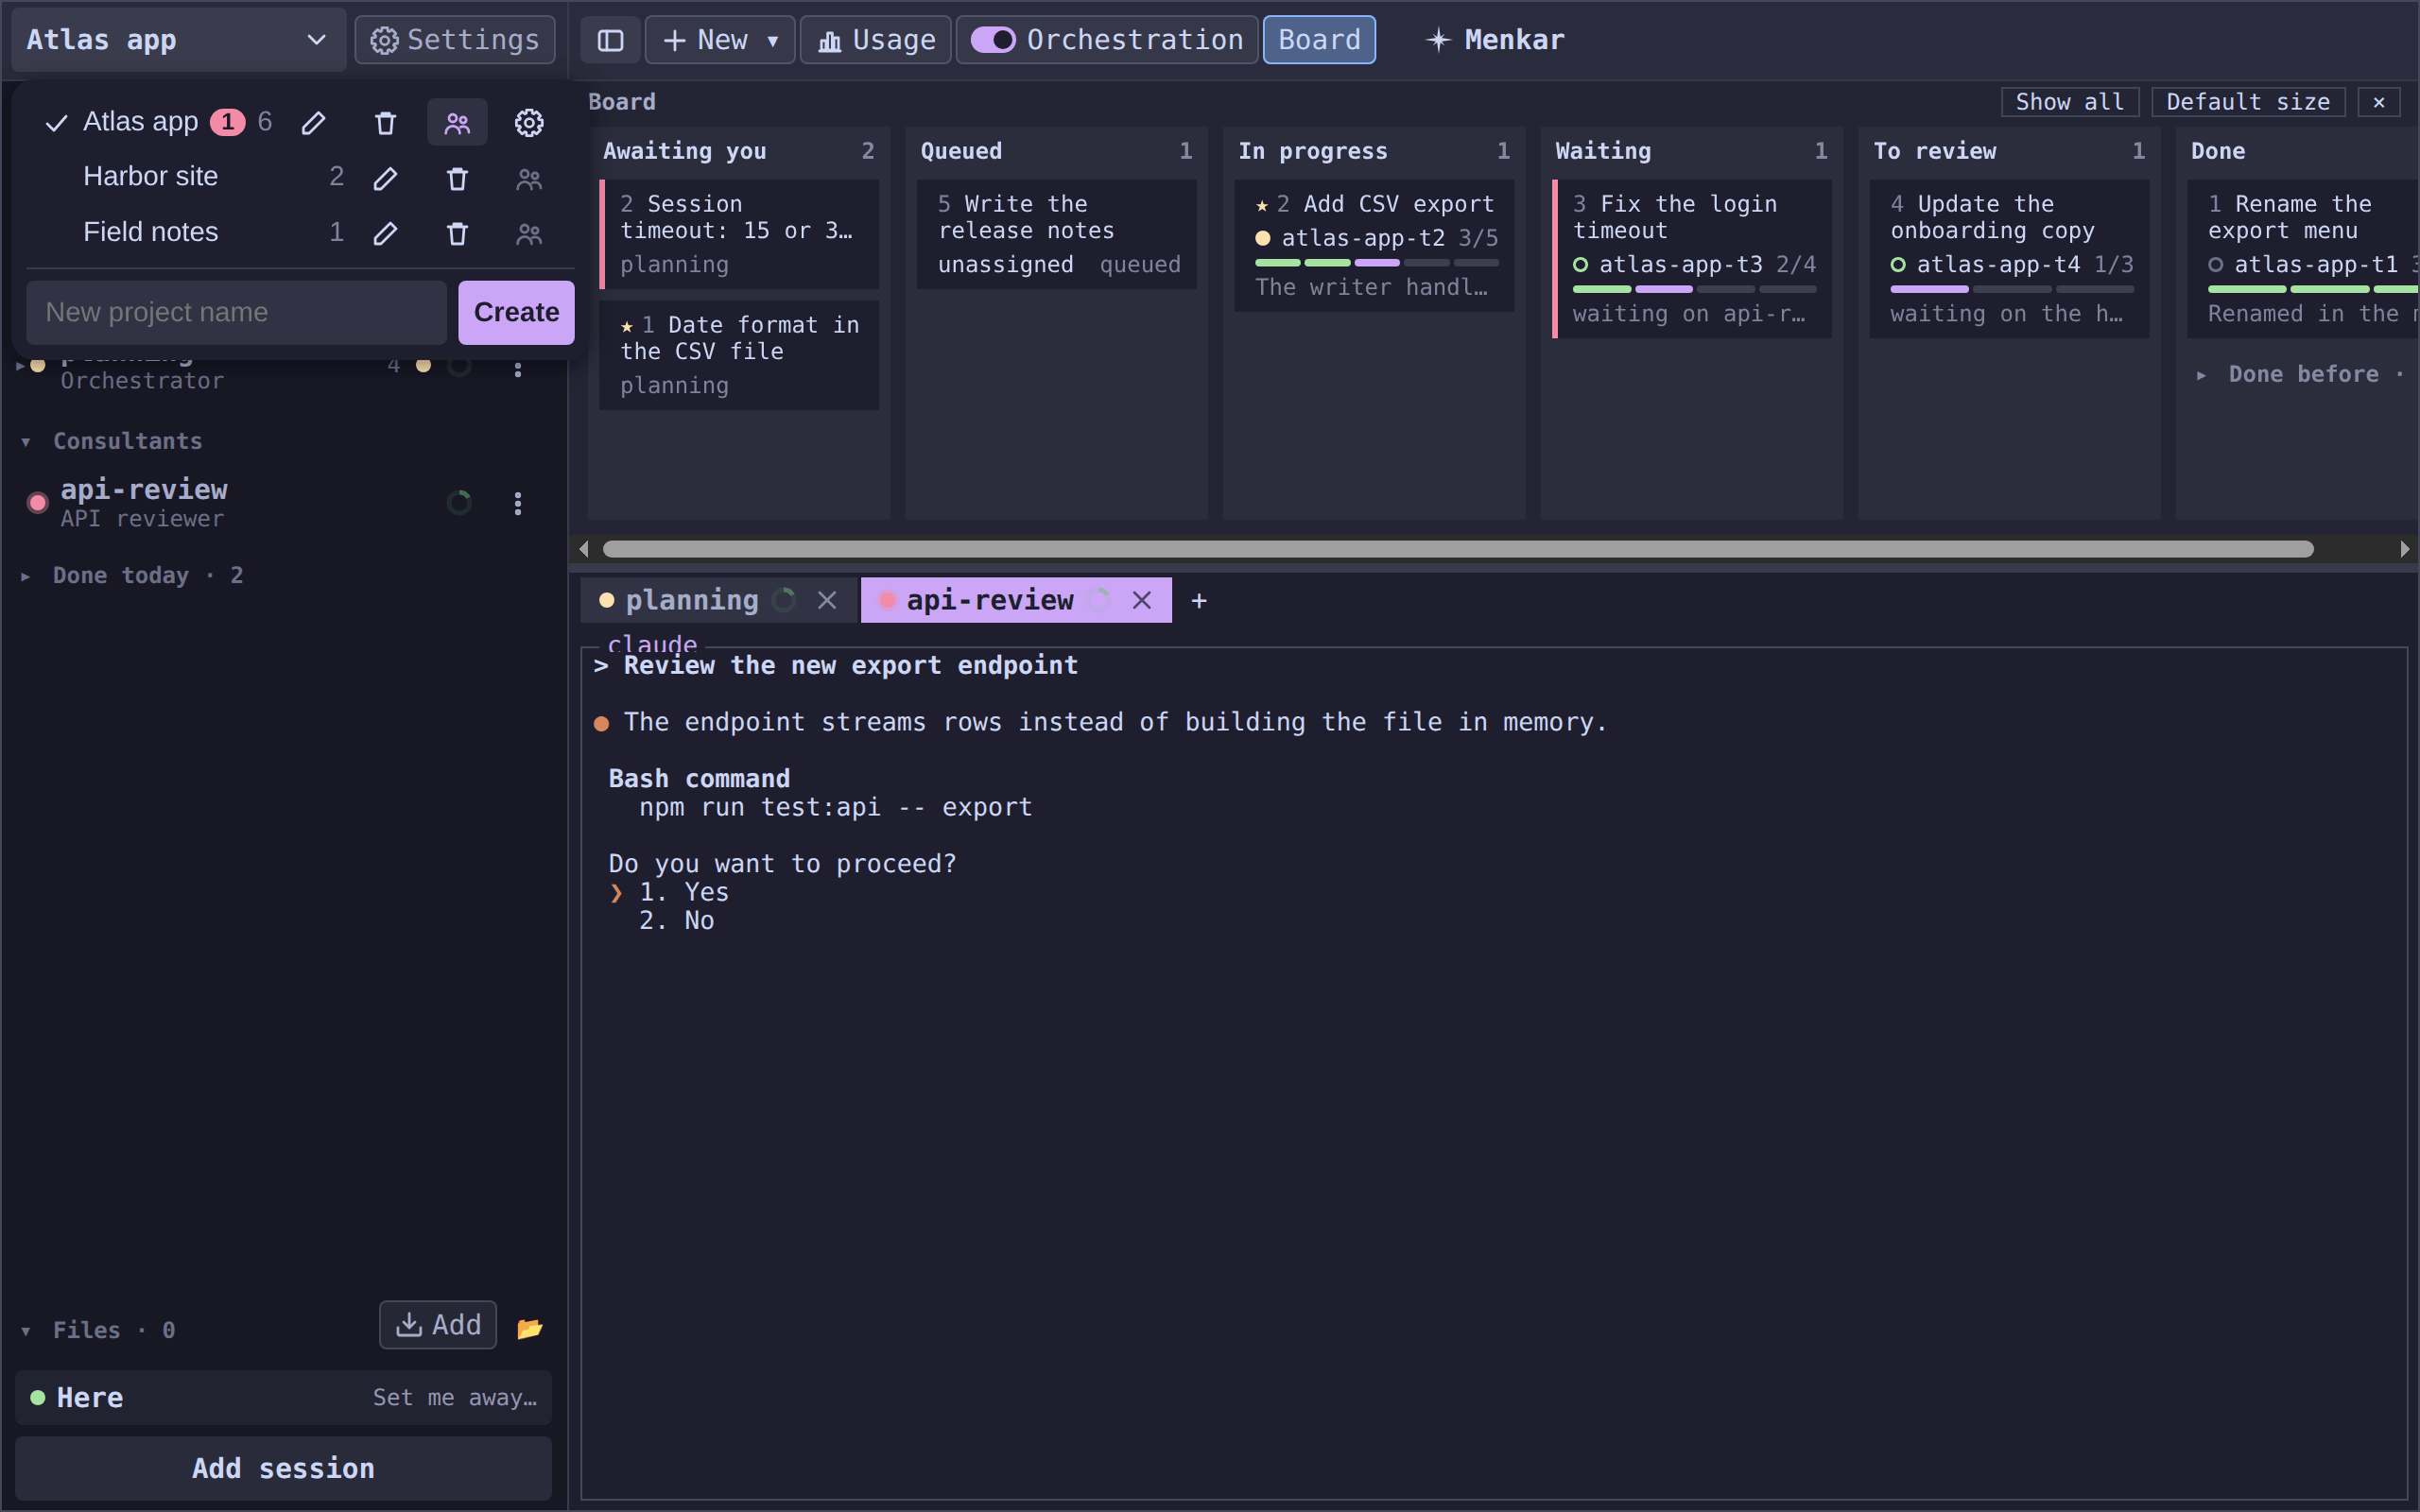 Atlas app
Settings
New
Usage
Orchestration
Board
Menkar
Atlas app 1 6
Harbor site 2
Field notes 1
New project name
Create
planning 4
Orchestrator
Consultants
api-review
API reviewer
Done today · 2
Files · 0
Add
Here
Set me away…
Add session
Board
Show all
Default size
×
Awaiting you 2
2 Session
timeout: 15 or 3…
planning
★ 1 Date format in
the CSV file
planning
Queued 1
5 Write the
release notes
unassigned queued
In progress 1
★ 2 Add CSV export
atlas-app-t2 3/5
The writer handl…
Waiting 1
3 Fix the login
timeout
atlas-app-t3 2/4
waiting on api-r…
To review 1
4 Update the
onboarding copy
atlas-app-t4 1/3
waiting on the h…
Done
1 Rename the
export menu
atlas-app-t1
Renamed in the
Done before ·
planning
api-review
+
claude
> Review the new export endpoint
● The endpoint streams rows instead of building the file in memory.
Bash command
npm run test:api -- export
Do you want to proceed?
❯ 1. Yes
2. No